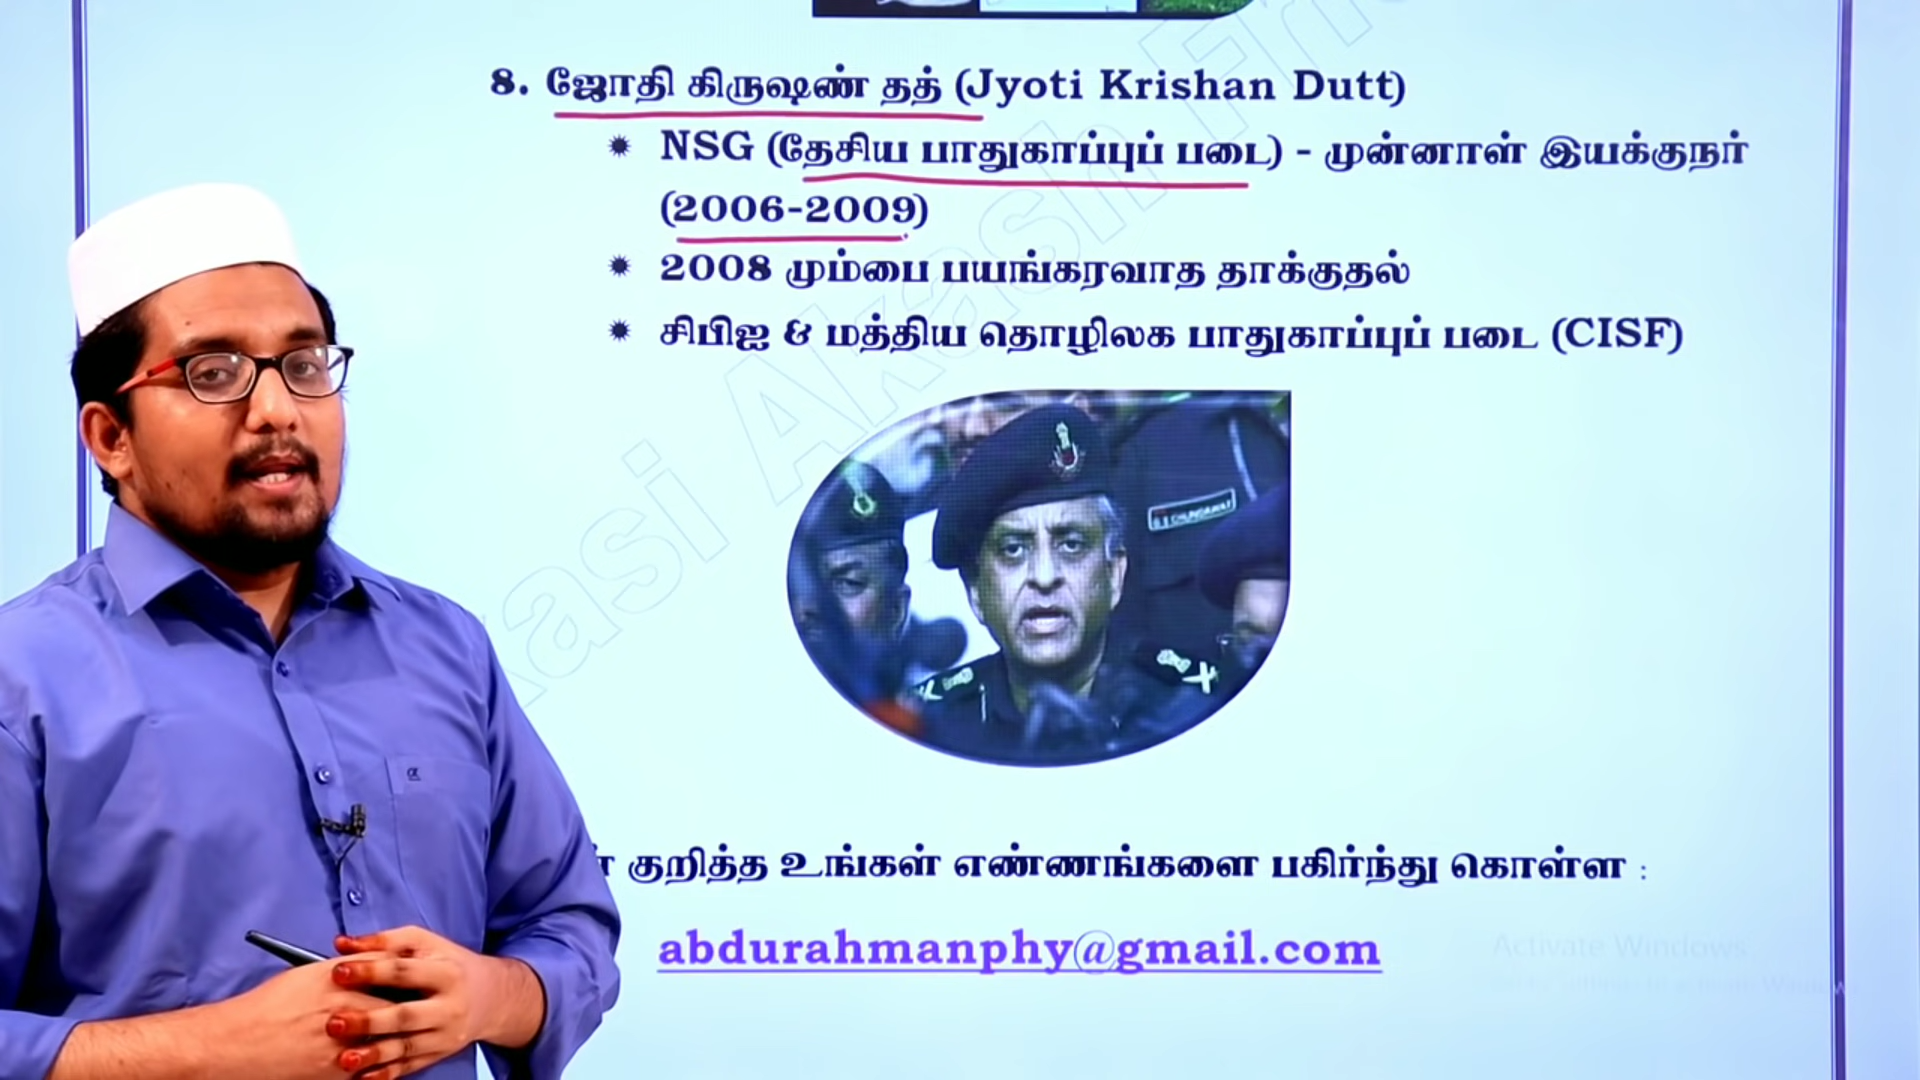 8. ஜோதி கிருஷண் தத் (Jyoti Krishan Dutt)
NSG (தேசிய பாதுகாப்புப் படை) - முன்னாள் இயக்குநர்
(2006-2009)
2008 மும்பை பயங்கரவாத தாக்குதல்
சிபிஐ & மத்திய தொழிலக பாதுகாப்புப் படை (CISF)
குறித்த உங்கள் எண்ணங்களை பகிர்ந்து கொள்ள :
abdurahmanphy@gmail.com
Activate Windows